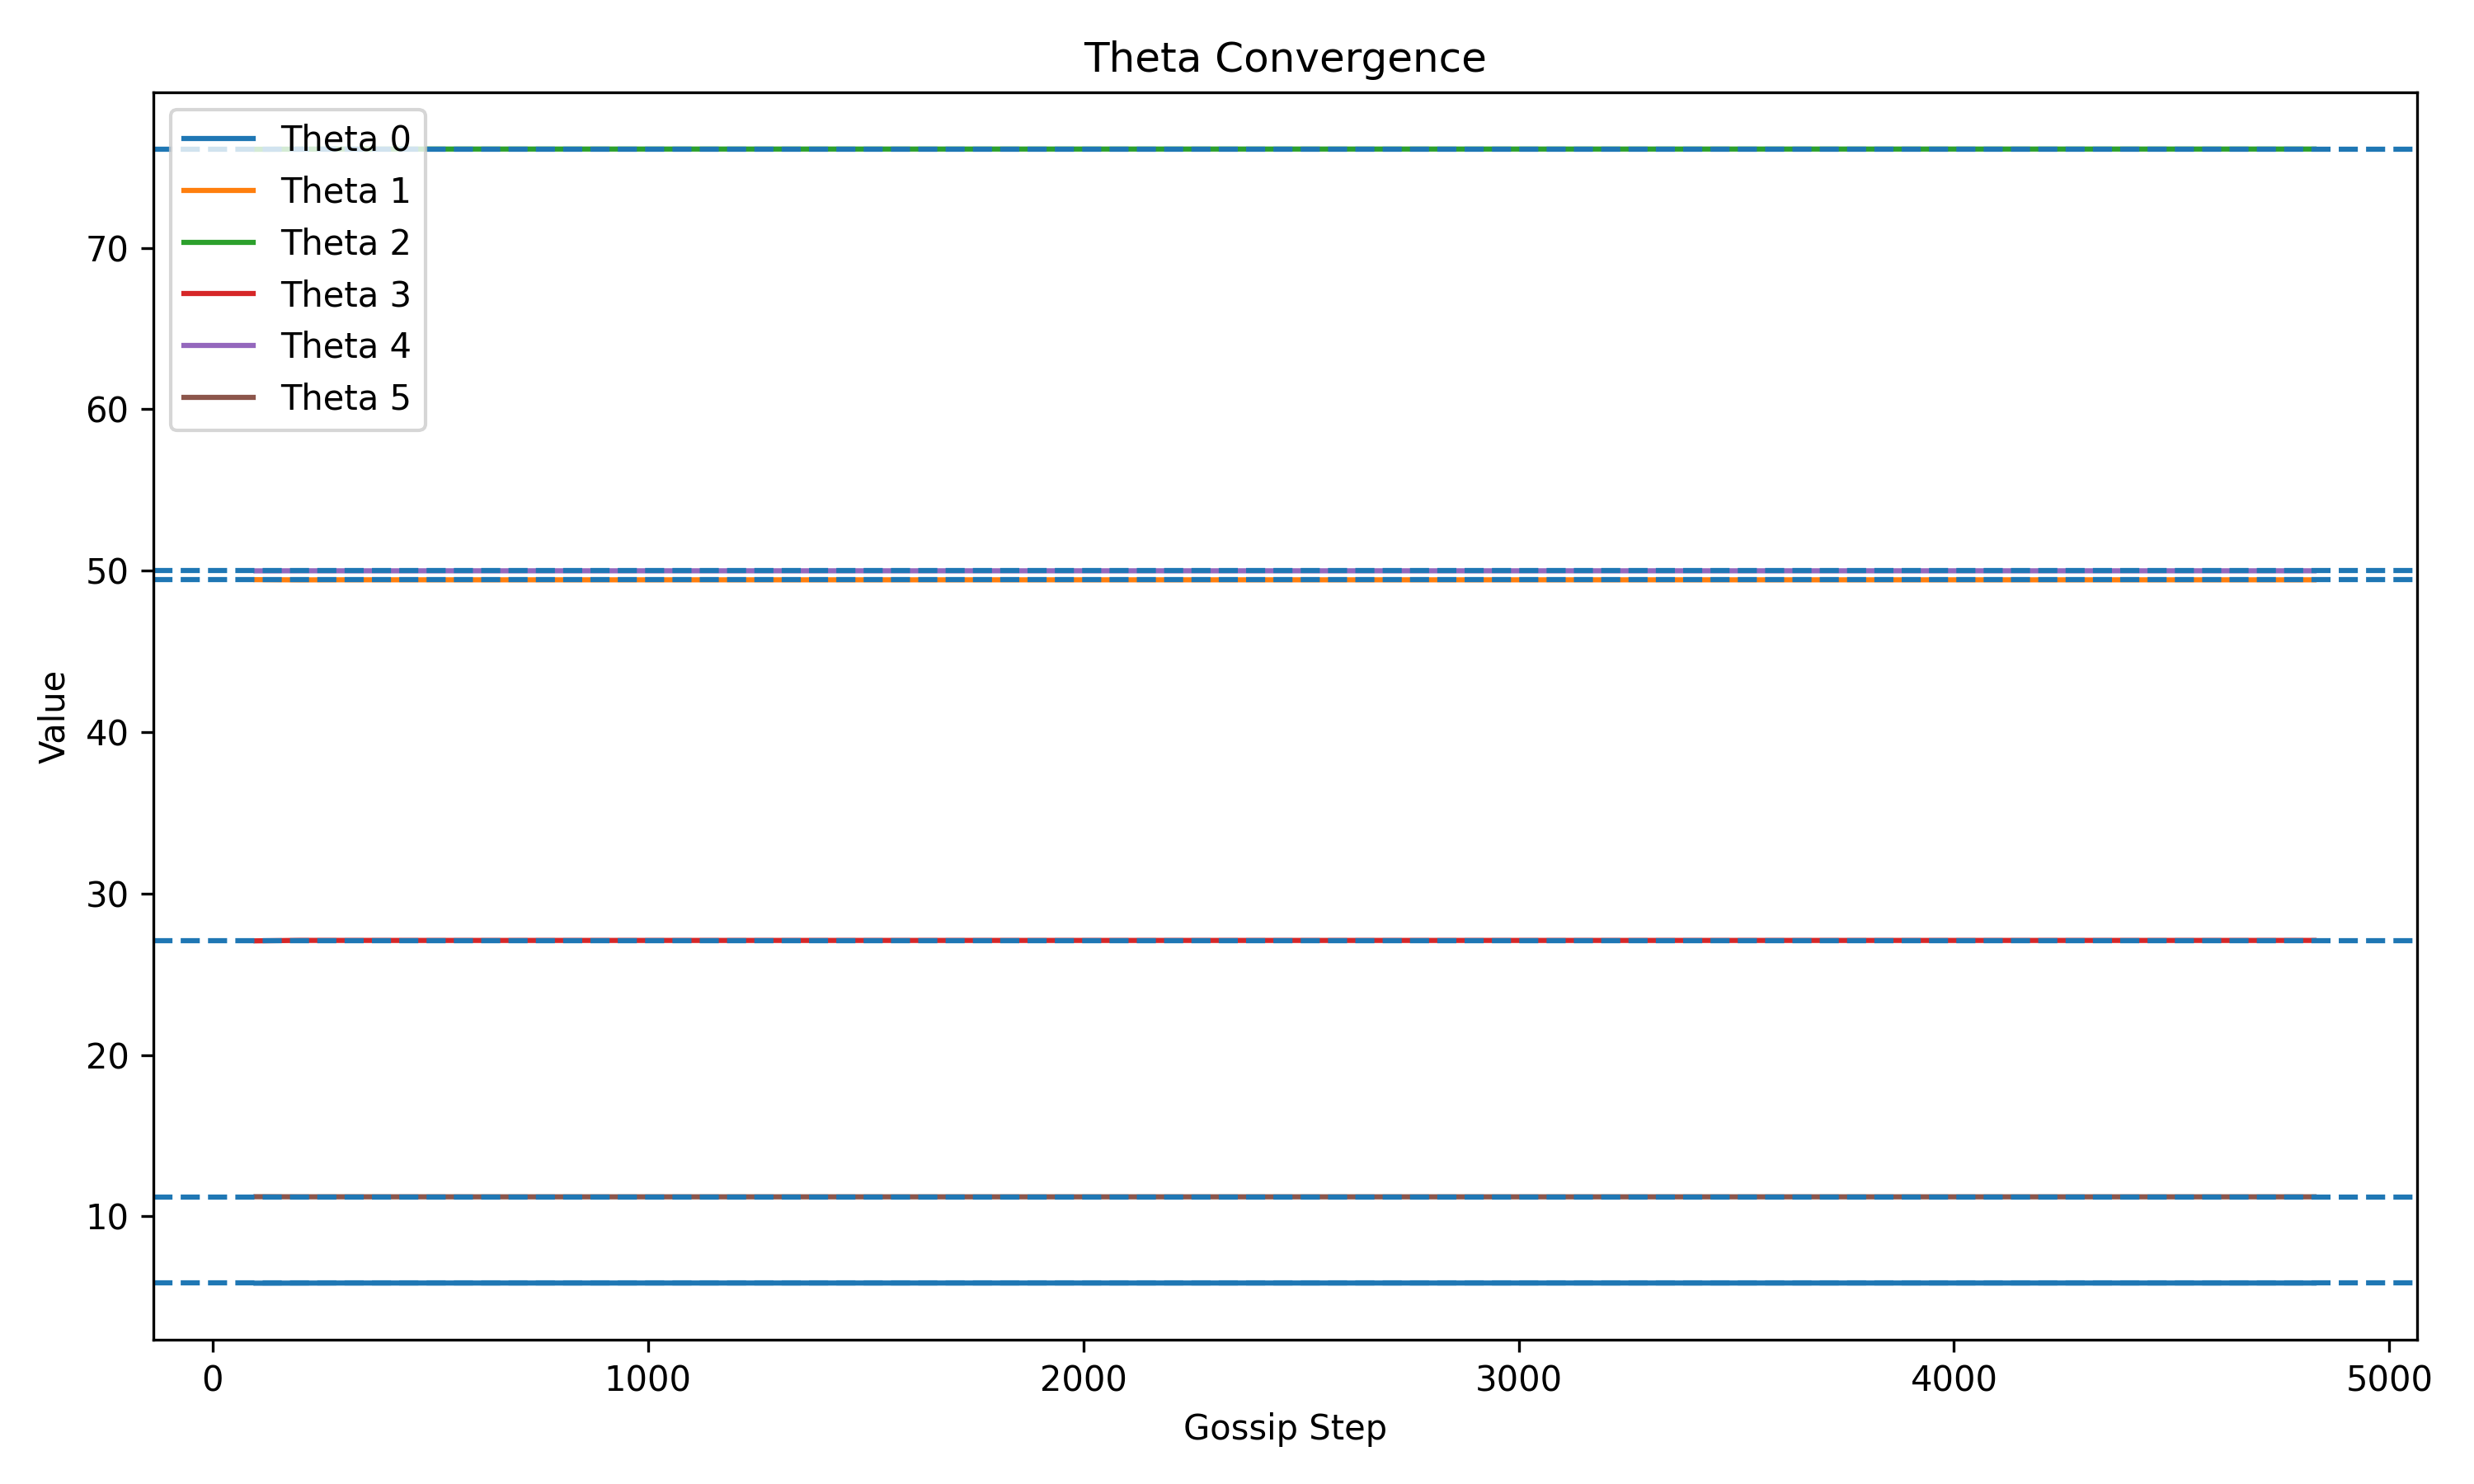 Theta Convergence
Theta 0
Theta 1
Theta 2
Theta 3
Theta 4
Theta 5
70
60
50
40
30
20
10
Value
0 1000 2000 3000 4000 5000
Gossip Step